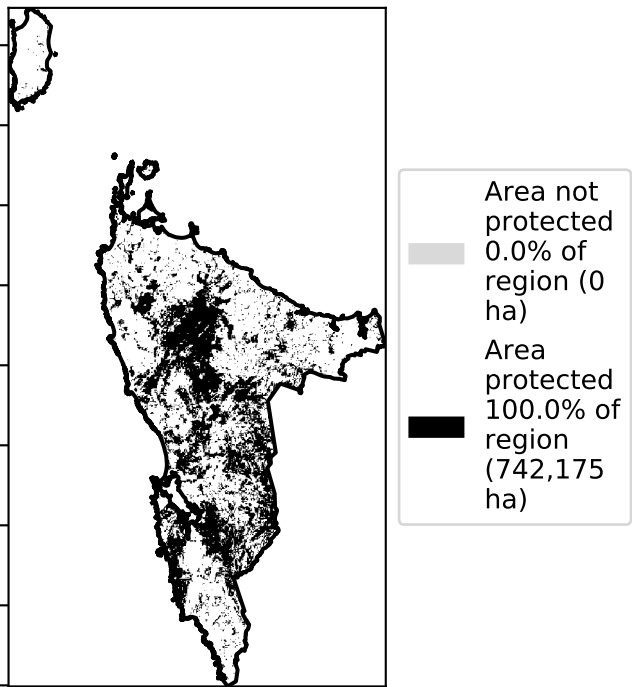 Area not
protected
0.0% of
region (0
ha)
Area
protected
100.0% of
region
(742,175
ha)